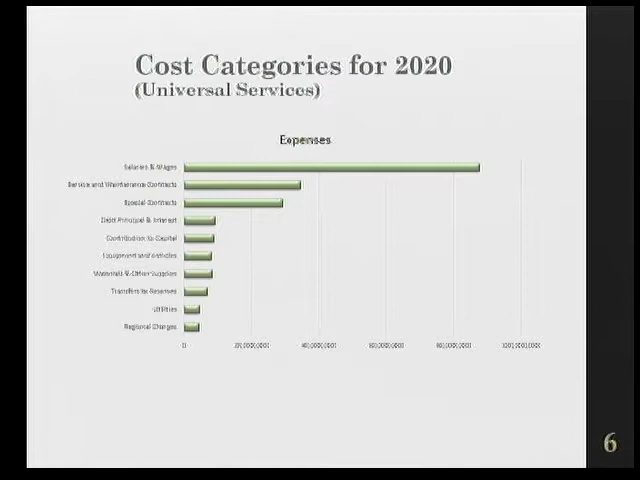 Cost Categories for 2020
(Universal Services)
Expenses
Salaries & Wages
Service and Maintenance Contracts
Special Contracts
Debt Principal & Interest
Contribution to Capital
Equipment and Vehicles
Materials & Other Supplies
Transfers to Reserves
Utilities
Regional Charges
0
6